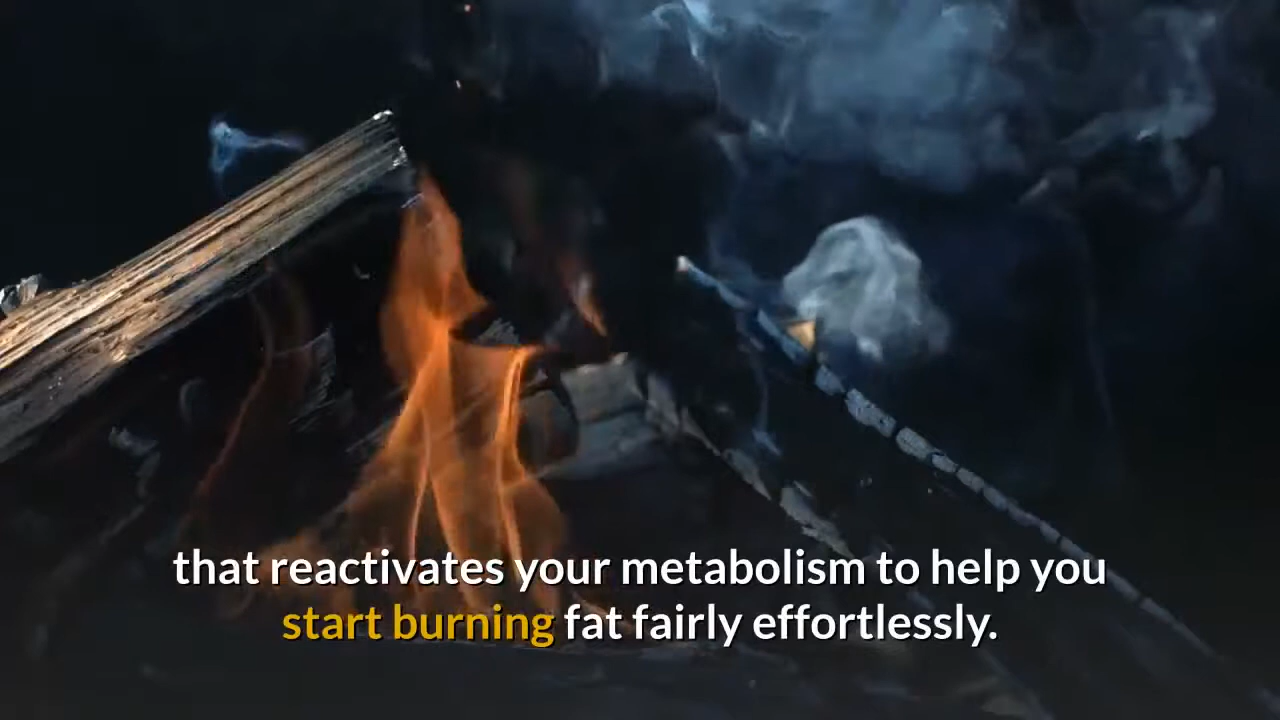 that reactivates your metabolism to help you
start burning fat fairly effortlessly.